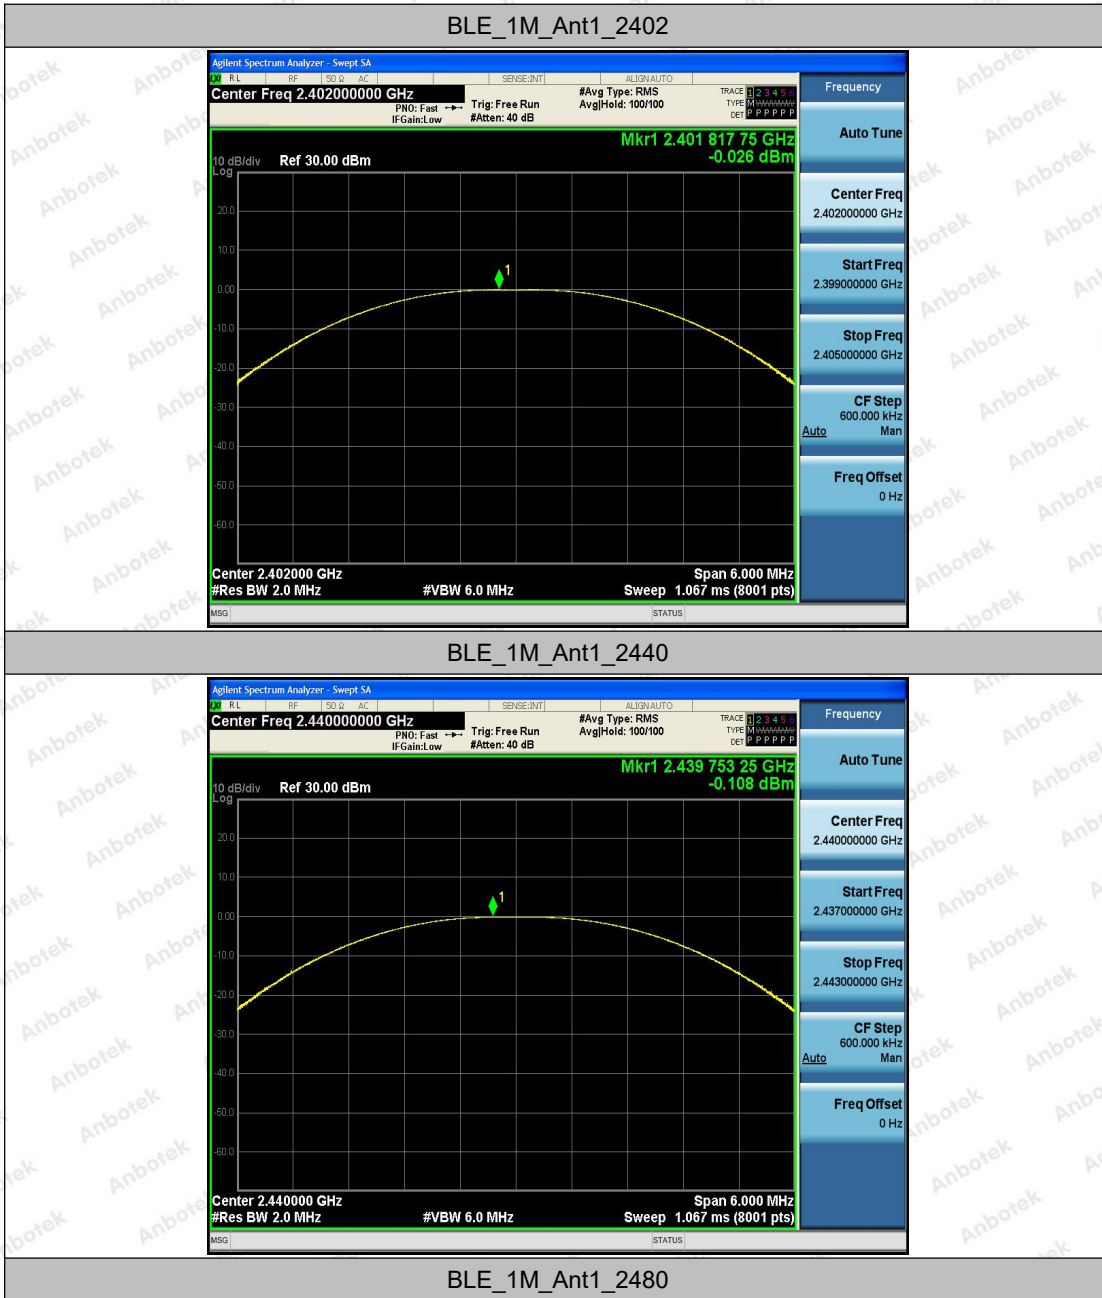 BLE_1M_Ant1_2402
Agilent Spectrum Analyzer - Swept SA
LXI RL RF 50 Ω AC SENSE:INT ALIGNAUTO
Center Freq 2.402000000 GHz
PNO: Fast
IFGain:Low
Trig: Free Run
#Atten: 40 dB
#Avg Type: RMS
Avg|Hold: 100/100
TRACE 1 2 3 4 5 6
TYPE M
DET P P P P P P
Mkr1 2.401 817 75 GHz
-0.026 dBm
10 dB/div Ref 30.00 dBm
Log
20.0
10.0
0.00
-10.0
-20.0
-30.0
-40.0
-50.0
-60.0
1
Center 2.402000 GHz Span 6.000 MHz
#Res BW 2.0 MHz #VBW 6.0 MHz Sweep 1.067 ms (8001 pts)
MSG STATUS
Frequency
Auto Tune
Center Freq
2.402000000 GHz
Start Freq
2.399000000 GHz
Stop Freq
2.405000000 GHz
CF Step
600.000 kHz
Auto Man
Freq Offset
0 Hz
BLE_1M_Ant1_2440
Agilent Spectrum Analyzer - Swept SA
LXI RL RF 50 Ω AC SENSE:INT ALIGNAUTO
Center Freq 2.440000000 GHz
PNO: Fast
IFGain:Low
Trig: Free Run
#Atten: 40 dB
#Avg Type: RMS
Avg|Hold: 100/100
TRACE 1 2 3 4 5 6
TYPE M
DET P P P P P P
Mkr1 2.439 753 25 GHz
-0.108 dBm
10 dB/div Ref 30.00 dBm
Log
20.0
10.0
0.00
-10.0
-20.0
-30.0
-40.0
-50.0
-60.0
1
Center 2.440000 GHz Span 6.000 MHz
#Res BW 2.0 MHz #VBW 6.0 MHz Sweep 1.067 ms (8001 pts)
MSG STATUS
Frequency
Auto Tune
Center Freq
2.440000000 GHz
Start Freq
2.437000000 GHz
Stop Freq
2.443000000 GHz
CF Step
600.000 kHz
Auto Man
Freq Offset
0 Hz
BLE_1M_Ant1_2480
Anbotek